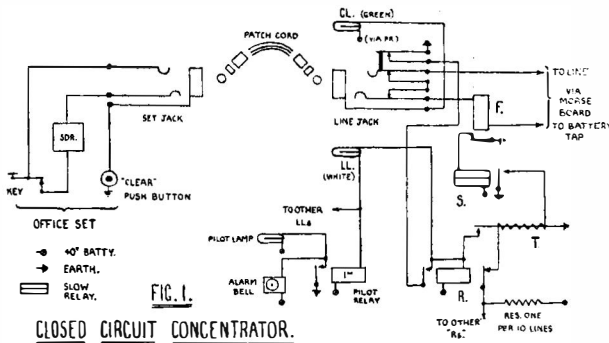 CL. (GREEN)
(VIA PR.)
PATCH CORD
SET JACK
LINE JACK
TO LINE
VIA
MORSE
BOARD
TO BATTERY
TAP
F.
SDR.
KEY
"CLEAR"
PUSH BUTTON
OFFICE SET
LL.
(WHITE)
S.
TO OTHER
LLs
PILOT LAMP
ALARM
BELL
PILOT
RELAY
R.
T
TO OTHER
"Rs."
RES. ONE
PER 10 LINES
40" BATTY.
EARTH.
SLOW
RELAY.
FIG. 1.
CLOSED CIRCUIT CONCENTRATOR.